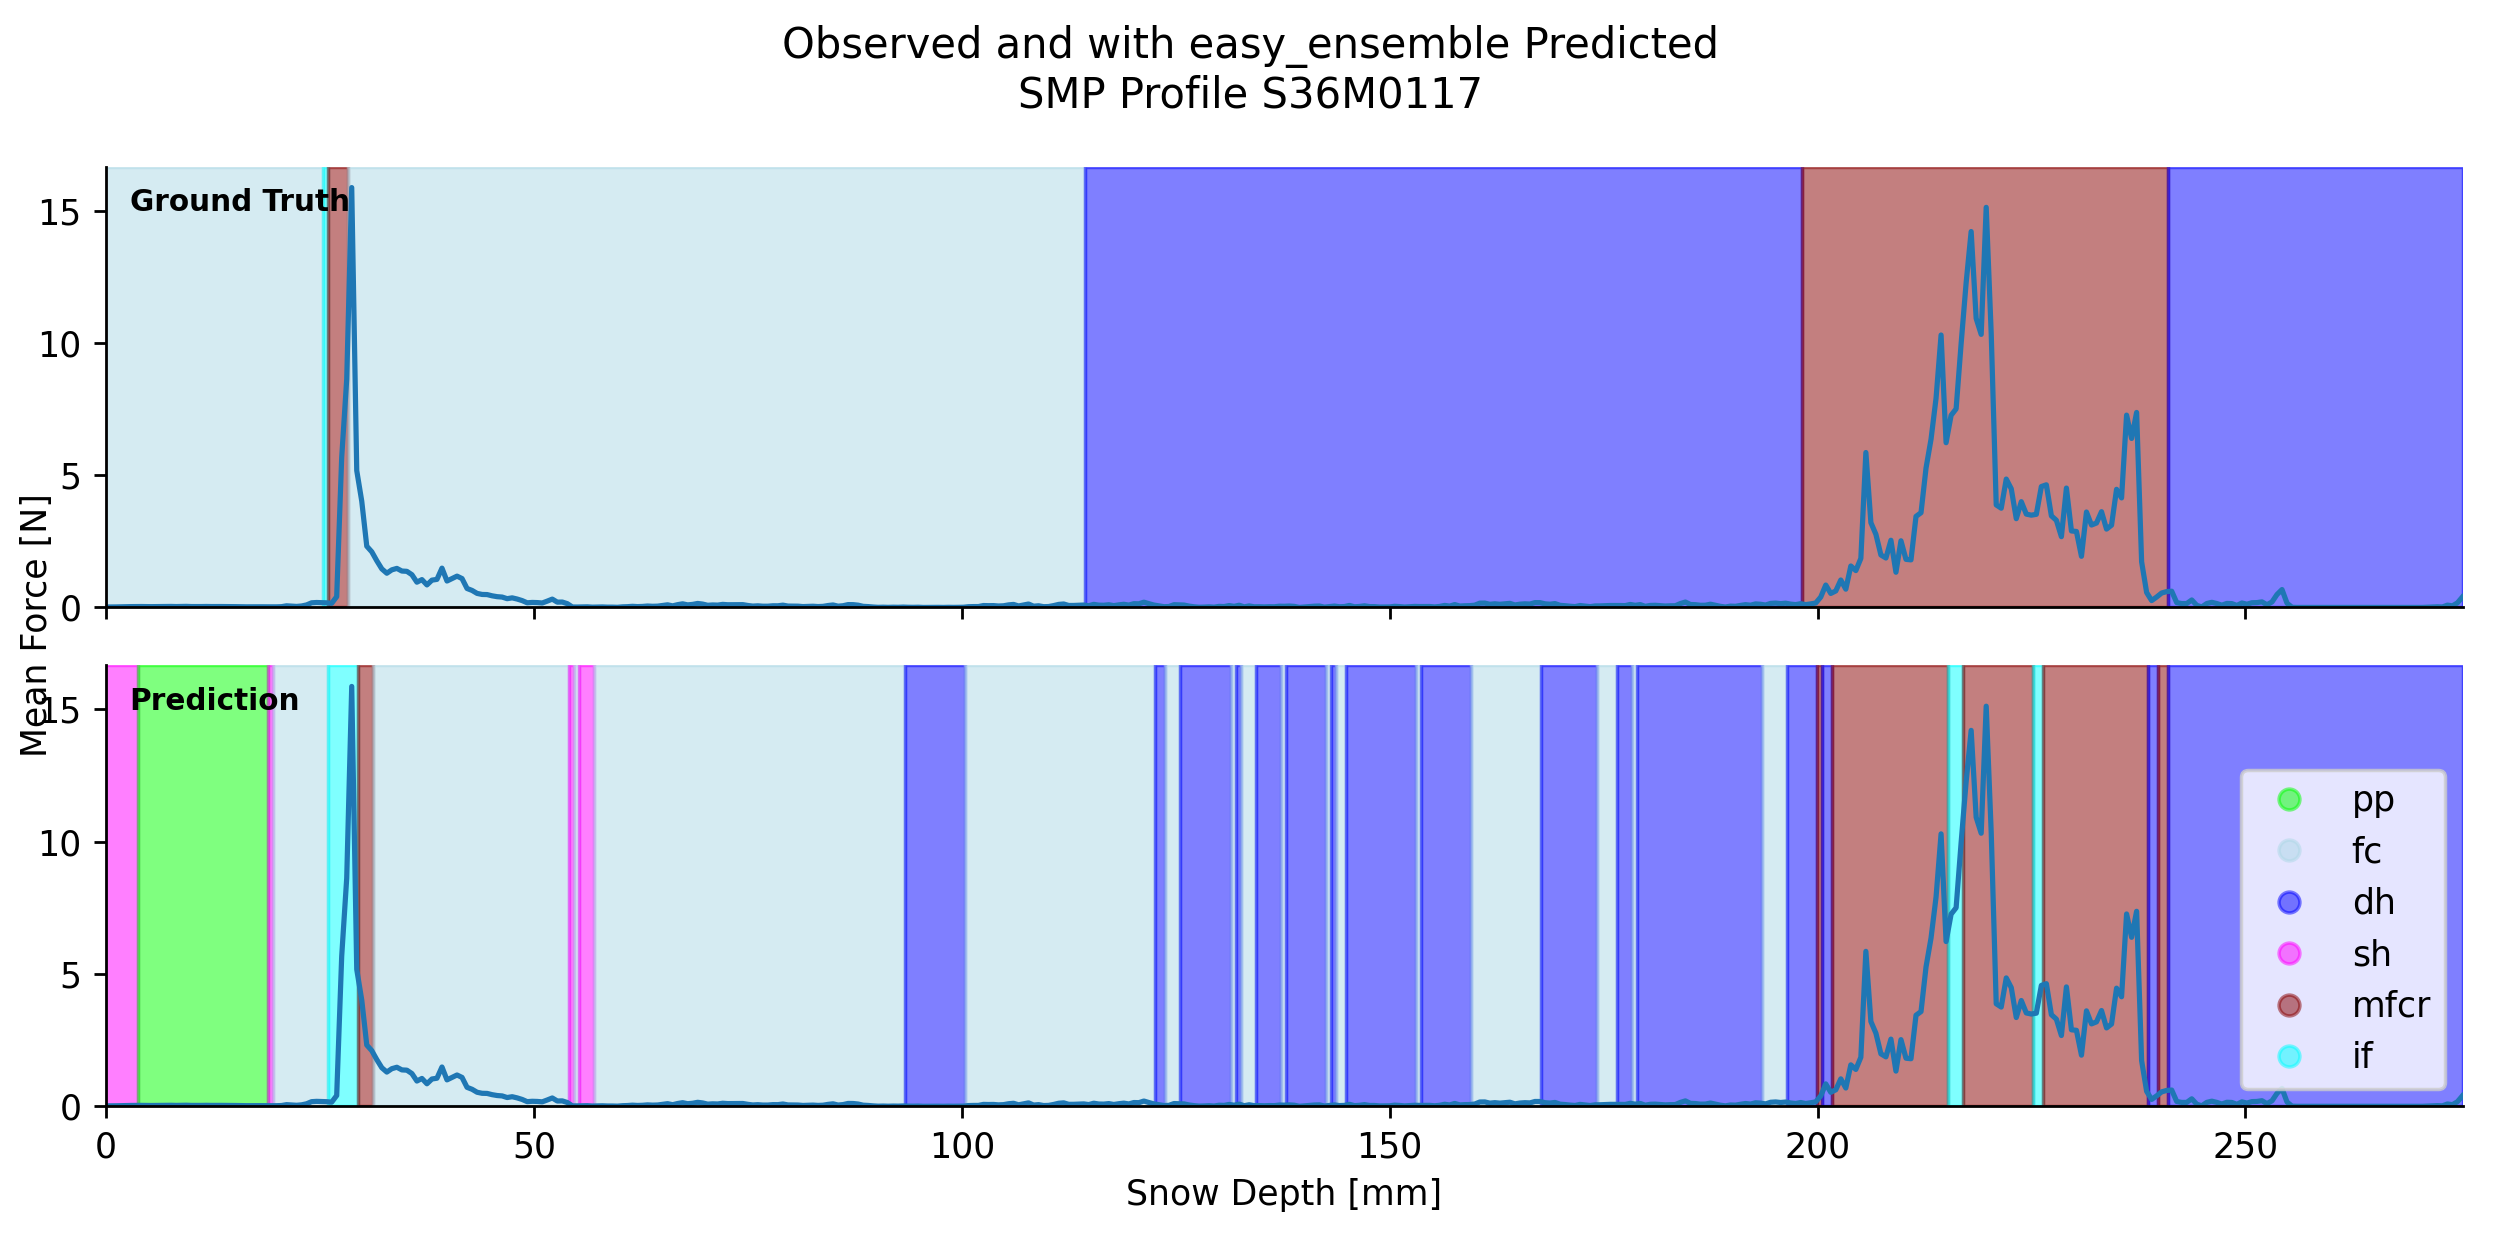 Observed and with easy_ensemble Predicted
SMP Profile S36M0117
Ground Truth
15
10
5
0
Mean Force [N]
Prediction
15
10
5
0
pp
fc
dh
sh
mfcr
if
0 50 100 150 200 250
Snow Depth [mm]